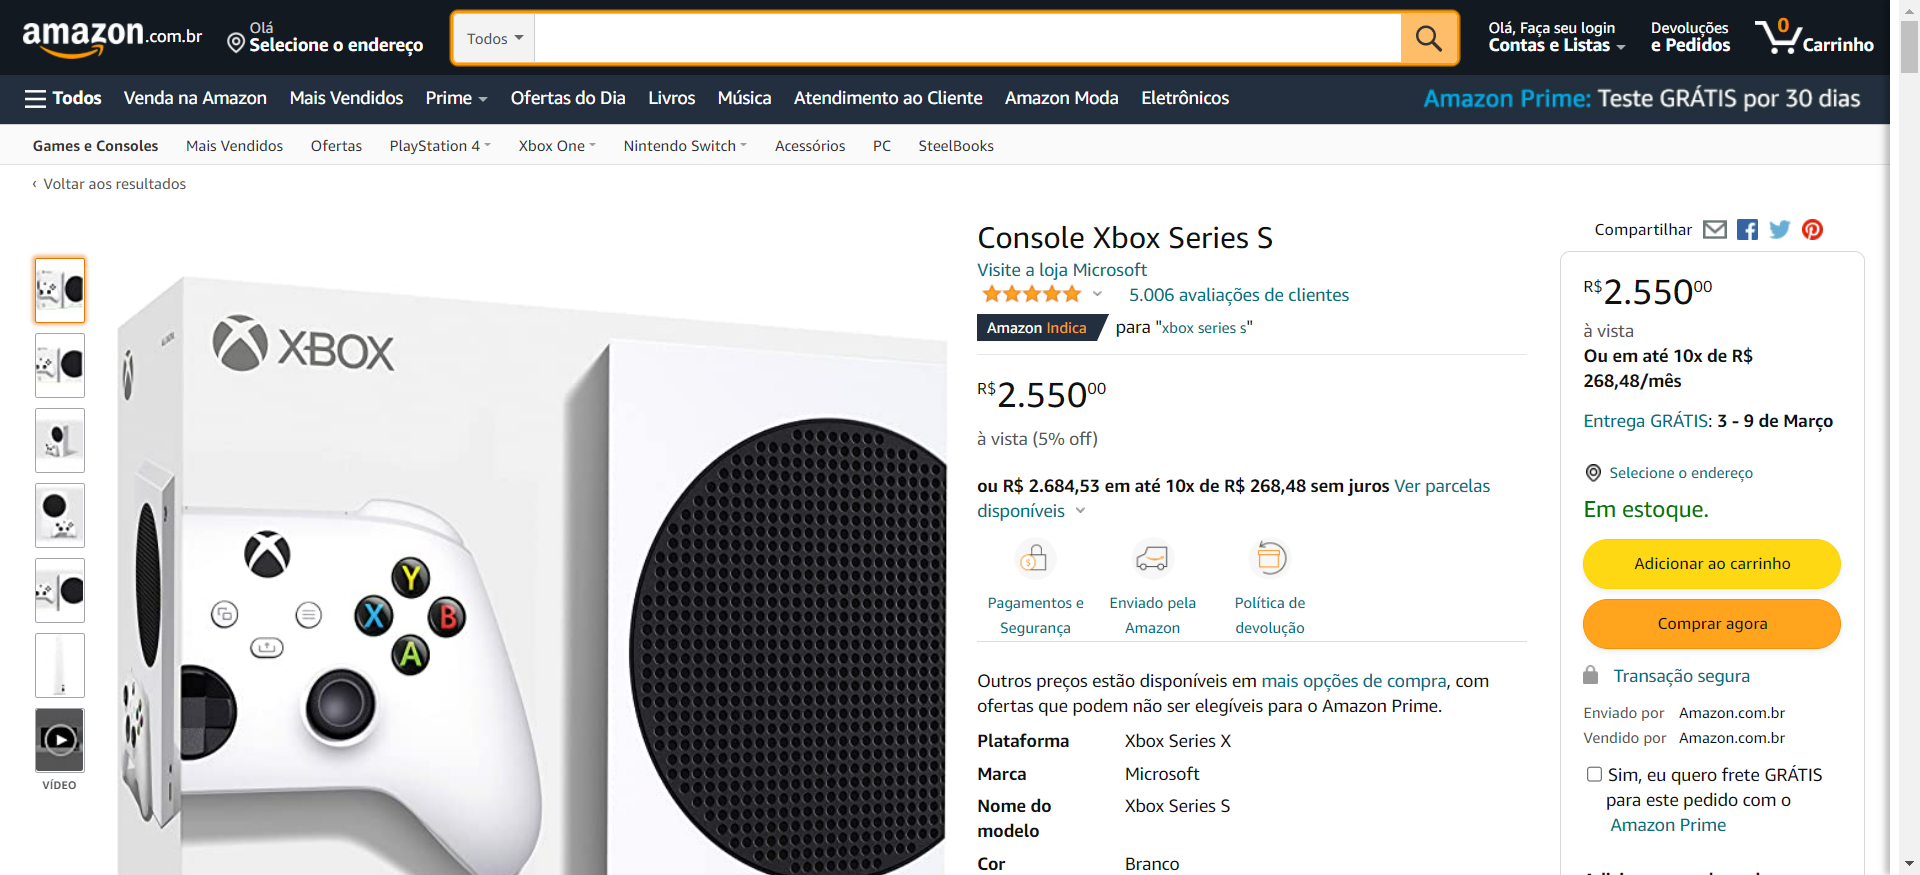 amazon.com.br
Olá
Selecione o endereço
Todos
Olá, Faça seu login
Contas e Listas
Devoluções
e Pedidos
0
Carrinho
Todos
Venda na Amazon
Mais Vendidos
Prime
Ofertas do Dia
Livros
Música
Atendimento ao Cliente
Amazon Moda
Eletrônicos
Amazon Prime: Teste GRÁTIS por 30 dias
Games e Consoles
Mais Vendidos
Ofertas
PlayStation 4
Xbox One
Nintendo Switch
Acessórios
PC
SteelBooks
‹ Voltar aos resultados
VÍDEO
XBOX
Y
X
B
A
Console Xbox Series S
Visite a loja Microsoft
5.006 avaliações de clientes
Amazon Indica para "xbox series s"
R$2.55000
à vista (5% off)
ou R$ 2.684,53 em até 10x de R$ 268,48 sem juros Ver parcelas
disponíveis
Pagamentos e
Segurança
Enviado pela
Amazon
Política de
devolução
Outros preços estão disponíveis em mais opções de compra, com
ofertas que podem não ser elegíveis para o Amazon Prime.
Plataforma Xbox Series X
Marca Microsoft
Nome do Xbox Series S
modelo
Cor Branco
Compartilhar
R$2.55000
à vista
Ou em até 10x de R$
268,48/mês
Entrega GRÁTIS: 3 - 9 de Março
Selecione o endereço
Em estoque.
Adicionar ao carrinho
Comprar agora
Transação segura
Enviado por Amazon.com.br
Vendido por Amazon.com.br
Sim, eu quero frete GRÁTIS
para este pedido com o
Amazon Prime